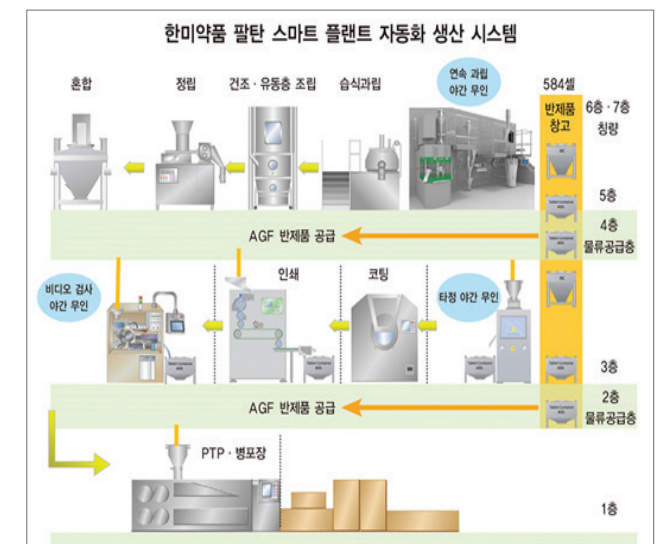 한미약품 팔탄 스마트 플랜트 자동화 생산 시스템
혼합
정립
건조 · 유동층 조립
습식과립
연속 과립
야간 무인
584셀
반제품
창고
6층 · 7층
칭량
5층
4층
물류공급층
AGF 반제품 공급
비디오 검사
야간 무인
인쇄
코팅
타정 야간 무인
3층
2층
물류공급층
AGF 반제품 공급
PTP · 병포장
1층